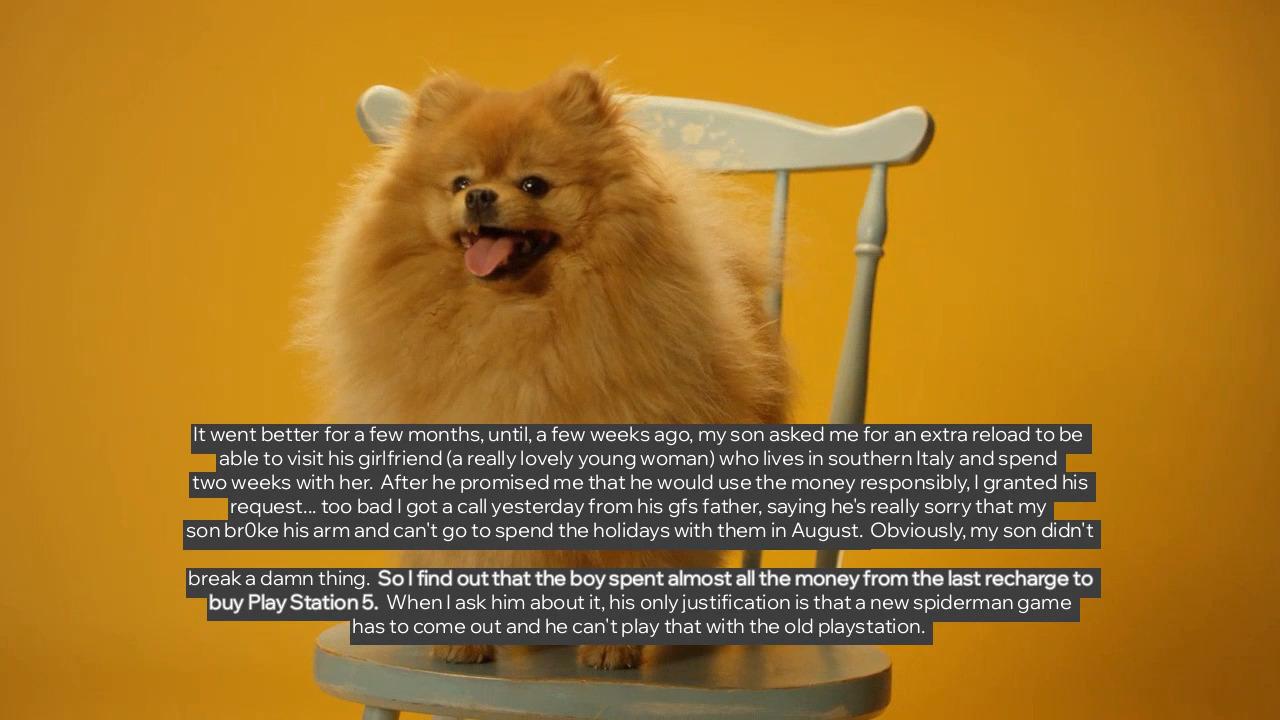 It went better for a few months, until, a few weeks ago, my son asked me for an extra reload to be
able to visit his girlfriend (a really lovely young woman) who lives in southern Italy and spend
two weeks with her. After he promised me that he would use the money responsibly, I granted his
request... too bad I got a call yesterday from his gfs father, saying he's really sorry that my
son br0ke his arm and can't go to spend the holidays with them in August. Obviously, my son didn't
break a damn thing. So I find out that the boy spent almost all the money from the last recharge to
buy Play Station 5. When I ask him about it, his only justification is that a new spiderman game
has to come out and he can't play that with the old playstation.